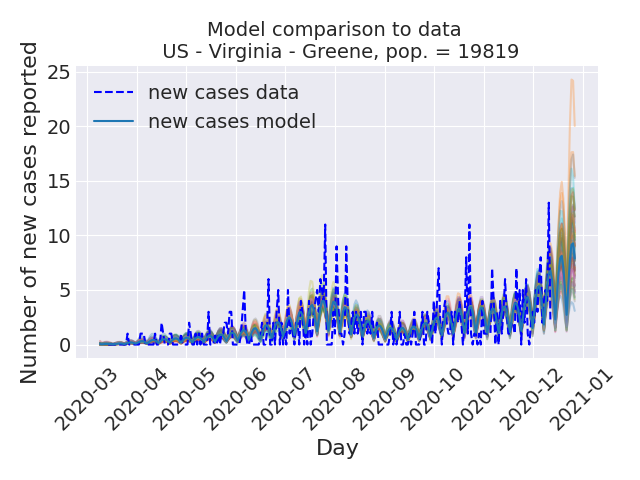 Model comparison to data
US - Virginia - Greene, pop. = 19819
Number of new cases reported
25
20
15
10
5
0
new cases data
new cases model
2020-03
2020-04
2020-05
2020-06
2020-07
2020-08
2020-09
2020-10
2020-11
2020-12
2021-01
Day